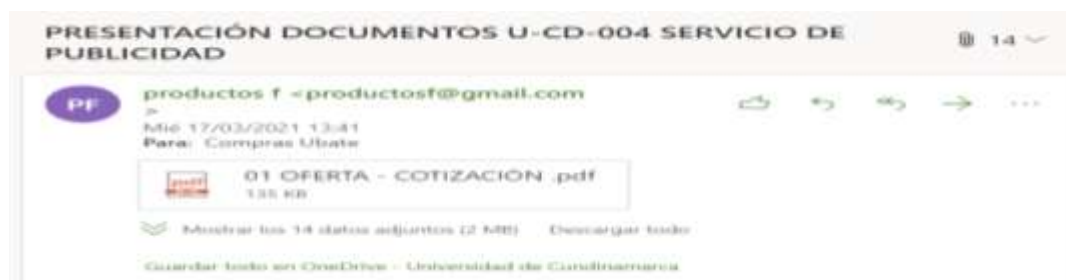 PRESENTACIÓN DOCUMENTOS U-CD-004 SERVICIO DE
PUBLICIDAD
14
PF
productos f <productosf@gmail.com
>
Mié 17/03/2021 13:41
Para: Compras Ubate
01 OFERTA - COTIZACIÓN .pdf
135 KB
Mostrar los 14 datos adjuntos (2 MB) Descargar todo
Guardar todo en OneDrive - Universidad de Cundinamarca